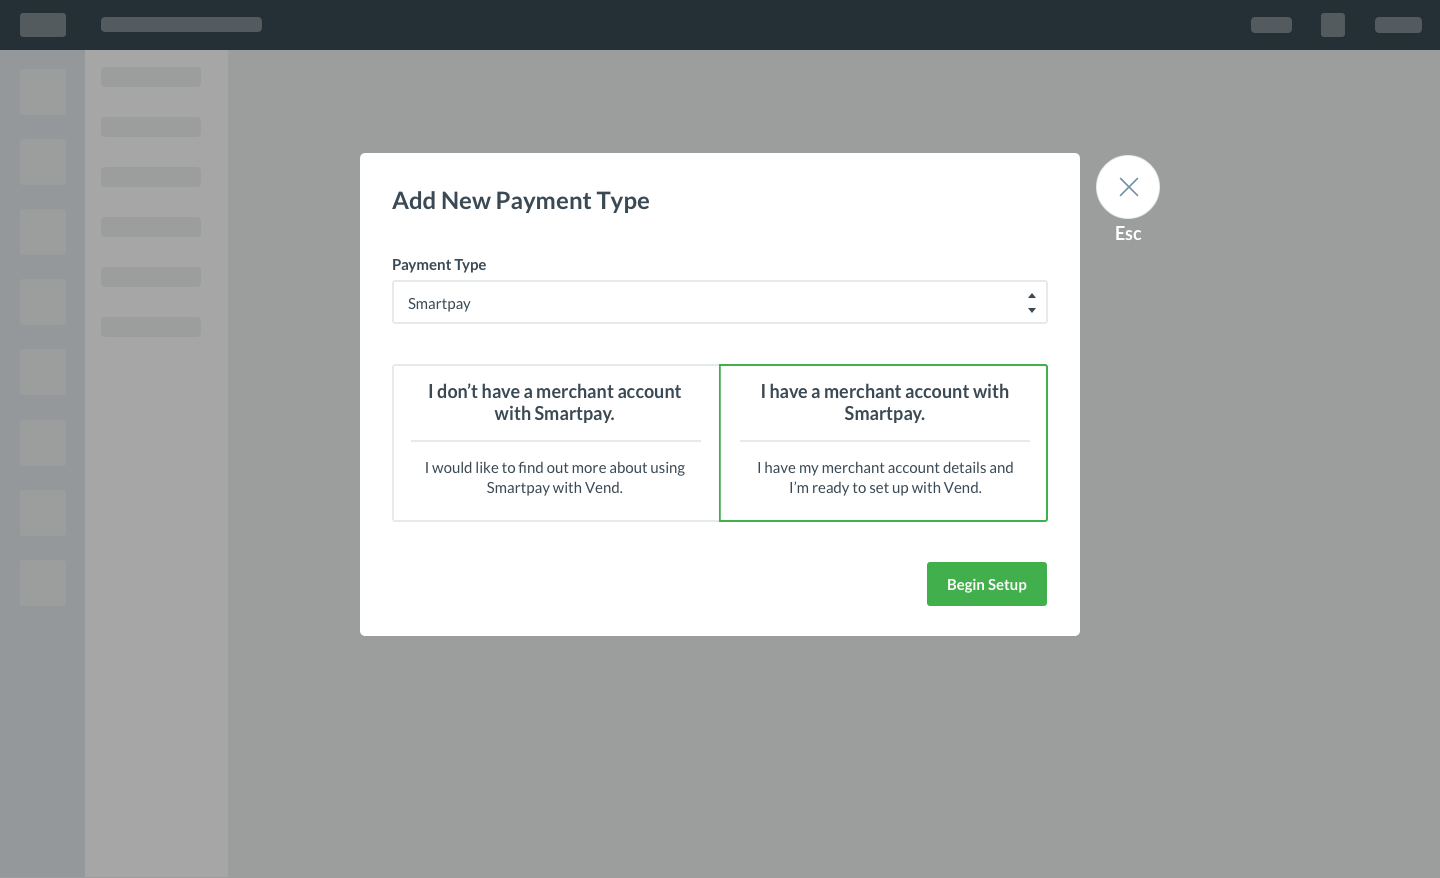 Add New Payment Type
Esc
Payment Type
Smartpay
I don’t have a merchant account
with Smartpay.
I would like to find out more about using
Smartpay with Vend.
I have a merchant account with
Smartpay.
I have my merchant account details and
I’m ready to set up with Vend.
Begin Setup